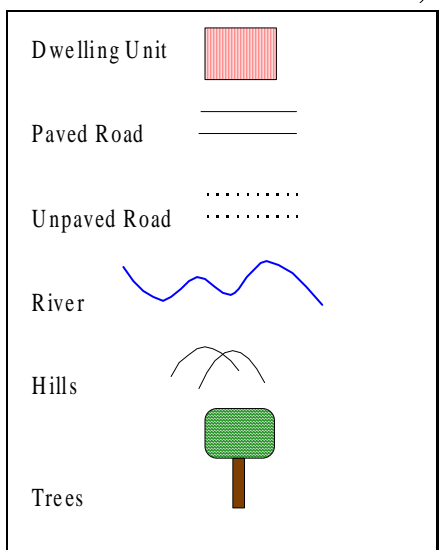 Dwelling Unit
Paved Road
Unpaved Road
River
Hills
Trees